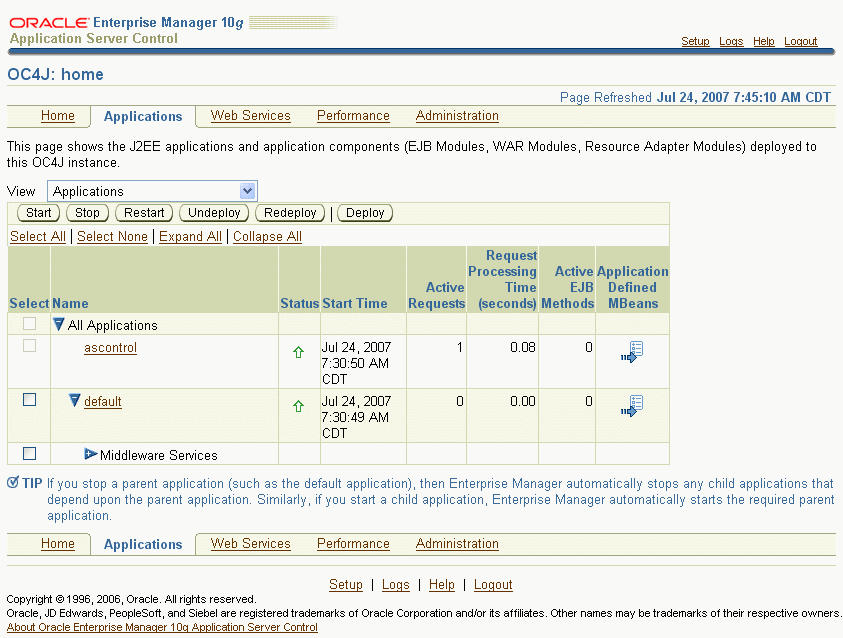 ORACLE Enterprise Manager 10g
Application Server Control
Setup Logs Help Logout
OC4J: home
Page Refreshed Jul 24, 2007 7:45:10 AM CDT
Home Applications Web Services Performance Administration
This page shows the J2EE applications and application components (EJB Modules, WAR Modules, Resource Adapter Modules) deployed to
this OC4J instance.
View Applications
Start Stop Restart Undeploy Redeploy | Deploy
Select All | Select None | Expand All | Collapse All
Select Name Status Start Time Active Requests Request Processing Time (seconds) Active EJB Methods Application Defined MBeans
All Applications
ascontrol Jul 24, 2007 7:30:50 AM CDT 1 0.08 0
default Jul 24, 2007 7:30:49 AM CDT 0 0.00 0
Middleware Services
TIP If you stop a parent application (such as the default application), then Enterprise Manager automatically stops any child applications that
depend upon the parent application. Similarly, if you start a child application, Enterprise Manager automatically starts the required parent
application.
Home Applications Web Services Performance Administration
Setup | Logs | Help | Logout
Copyright © 1996, 2006, Oracle. All rights reserved.
Oracle, JD Edwards, PeopleSoft, and Siebel are registered trademarks of Oracle Corporation and/or its affiliates. Other names may be trademarks of their respective owners.
About Oracle Enterprise Manager 10g Application Server Control